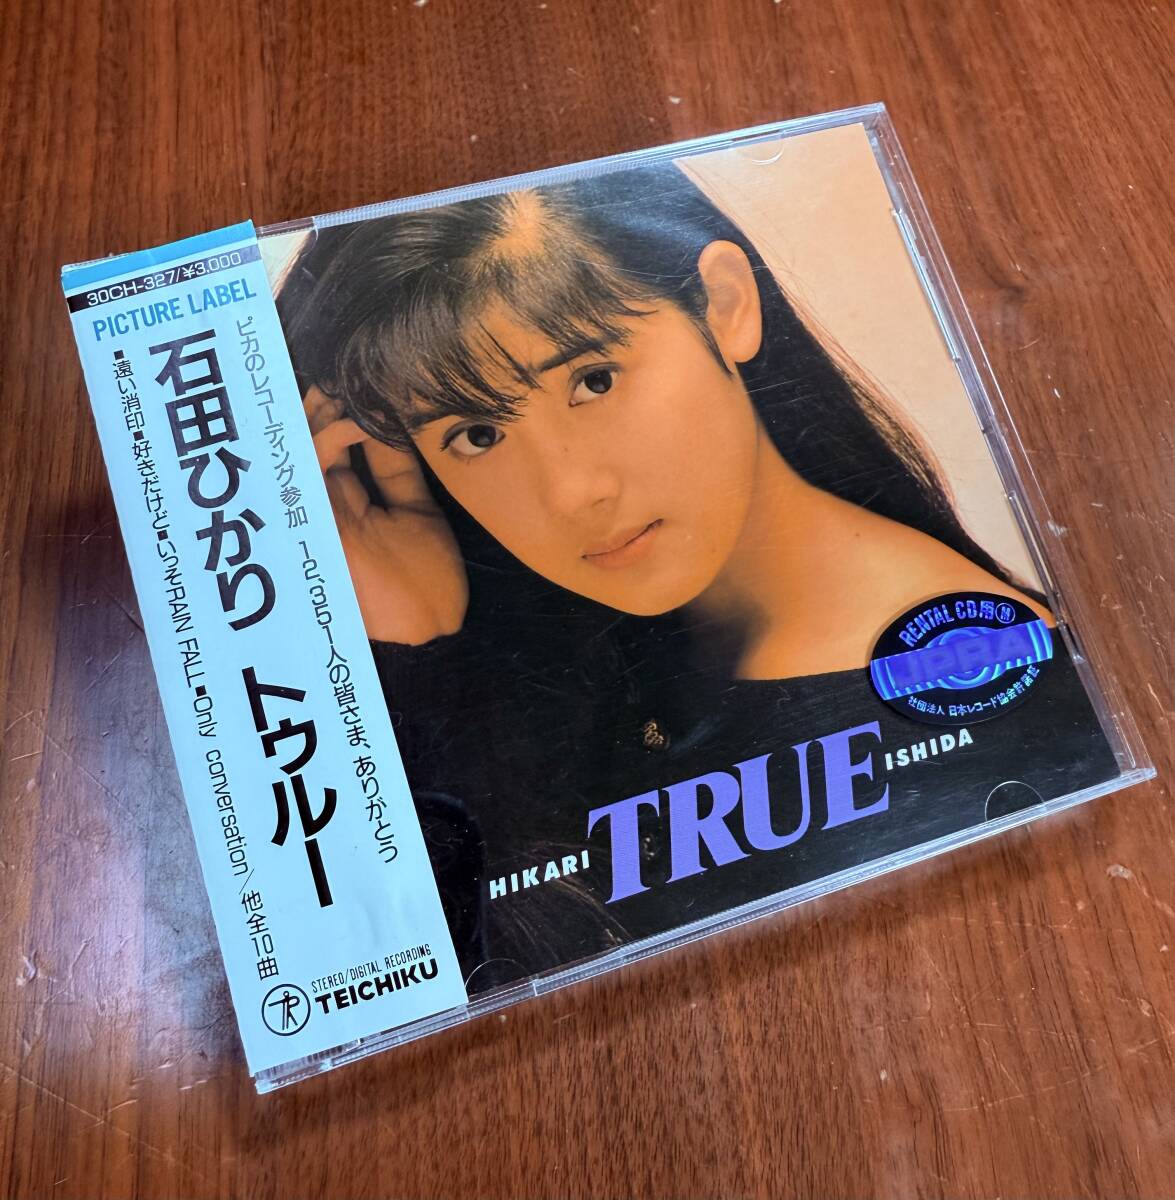 30CH-327/¥3,000
PICTURE LABEL
石田ひかり トゥルー
ピカのレコーディング参加 12,351人の皆さま、ありがとう
■遠い消印■好きだけど■いっそRAIN FALL■Only conversation/他全10曲
STEREO/DIGITAL RECORDING
TEICHIKU
RENTAL CD用Ⓜ
JPRA
社団法人 日本レコード協会許諾証
HIKARI TRUE ISHIDA